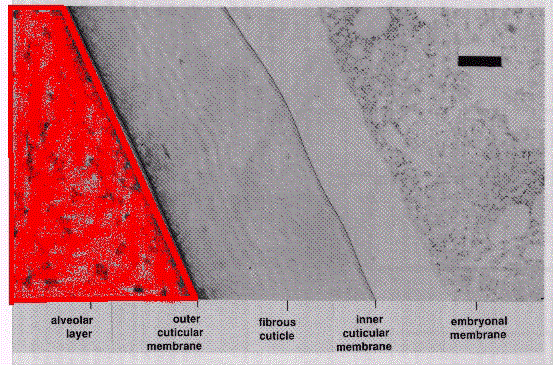 alveolar
layer
outer
cuticular
membrane
fibrous
cuticle
inner
cuticular
membrane
embryonal
membrane